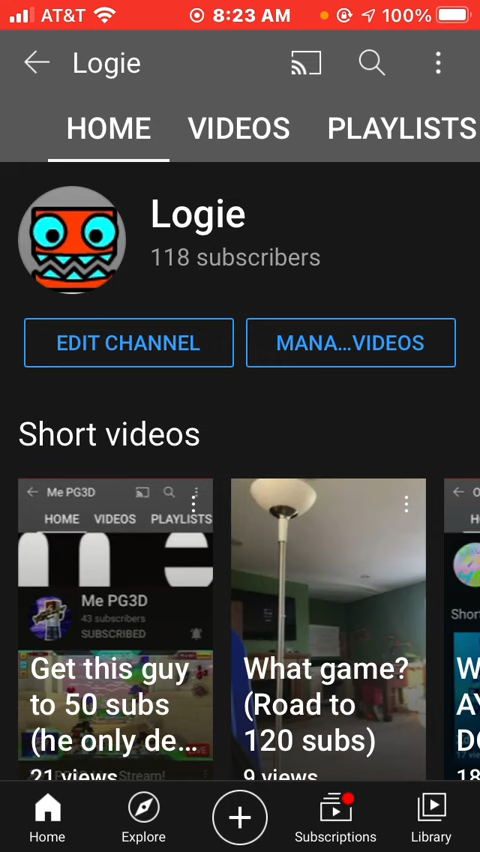 AT&T 8:23 AM 100%
Logie
HOME VIDEOS PLAYLISTS
Logie
118 subscribers
EDIT CHANNEL MANA...VIDEOS
Short videos
Me PG3D
HOME VIDEOS PLAYLISTS
Me PG3D
43 subscribers
SUBSCRIBED
Get this guy
to 50 subs
(he only de...
21 views
What game?
(Road to
120 subs)
9 views
Home Explore Subscriptions Library